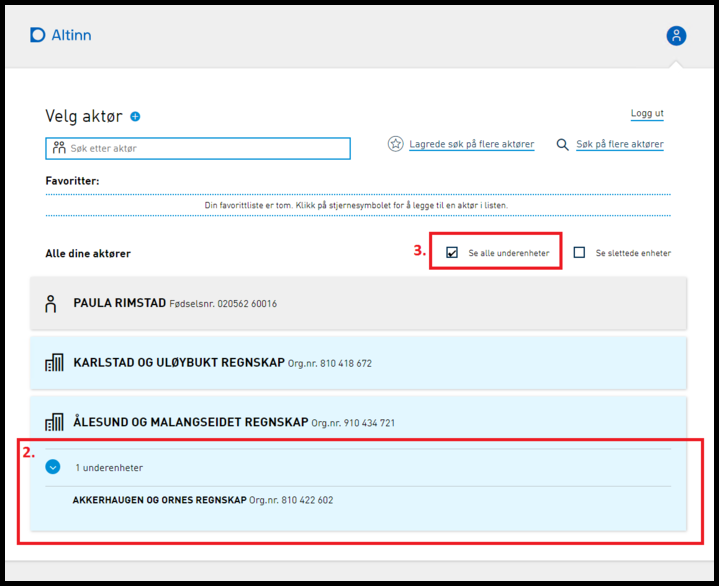 Altinn
Velg aktør
Logg ut
Søk etter aktør
Lagrede søk på flere aktører
Søk på flere aktører
Favoritter:
Din favorittliste er tom. Klikk på stjernesymbolet for å legge til en aktør i listen.
Alle dine aktører
3.
Se alle underenheter
Se slettede enheter
PAULA RIMSTAD Fødselsnr. 020562 60016
KARLSTAD OG ULØYBUKT REGNSKAP Org.nr. 810 418 672
ÅLESUND OG MALANGSEIDET REGNSKAP Org.nr. 910 434 721
2.
1 underenheter
AKKERHAUGEN OG ORNES REGNSKAP Org.nr. 810 422 602